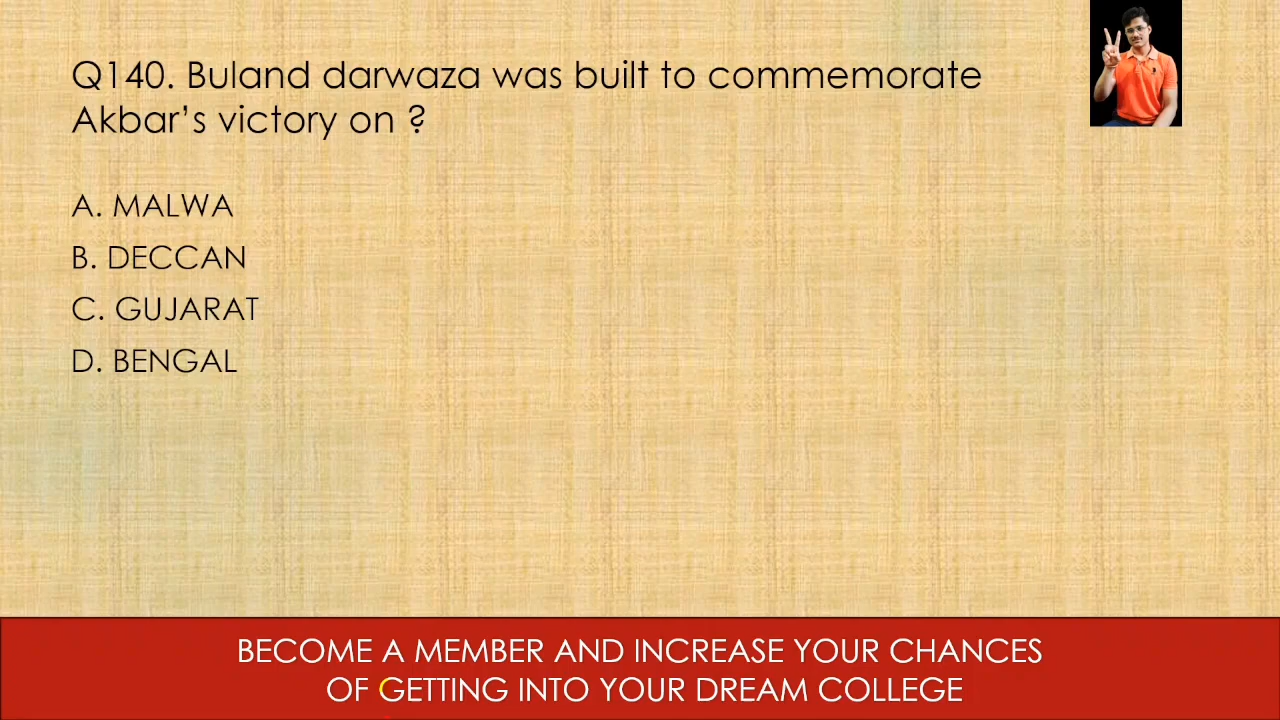 Q140. Buland darwaza was built to commemorate
Akbar’s victory on ?
A. MALWA
B. DECCAN
C. GUJARAT
D. BENGAL
BECOME A MEMBER AND INCREASE YOUR CHANCES
OF GETTING INTO YOUR DREAM COLLEGE